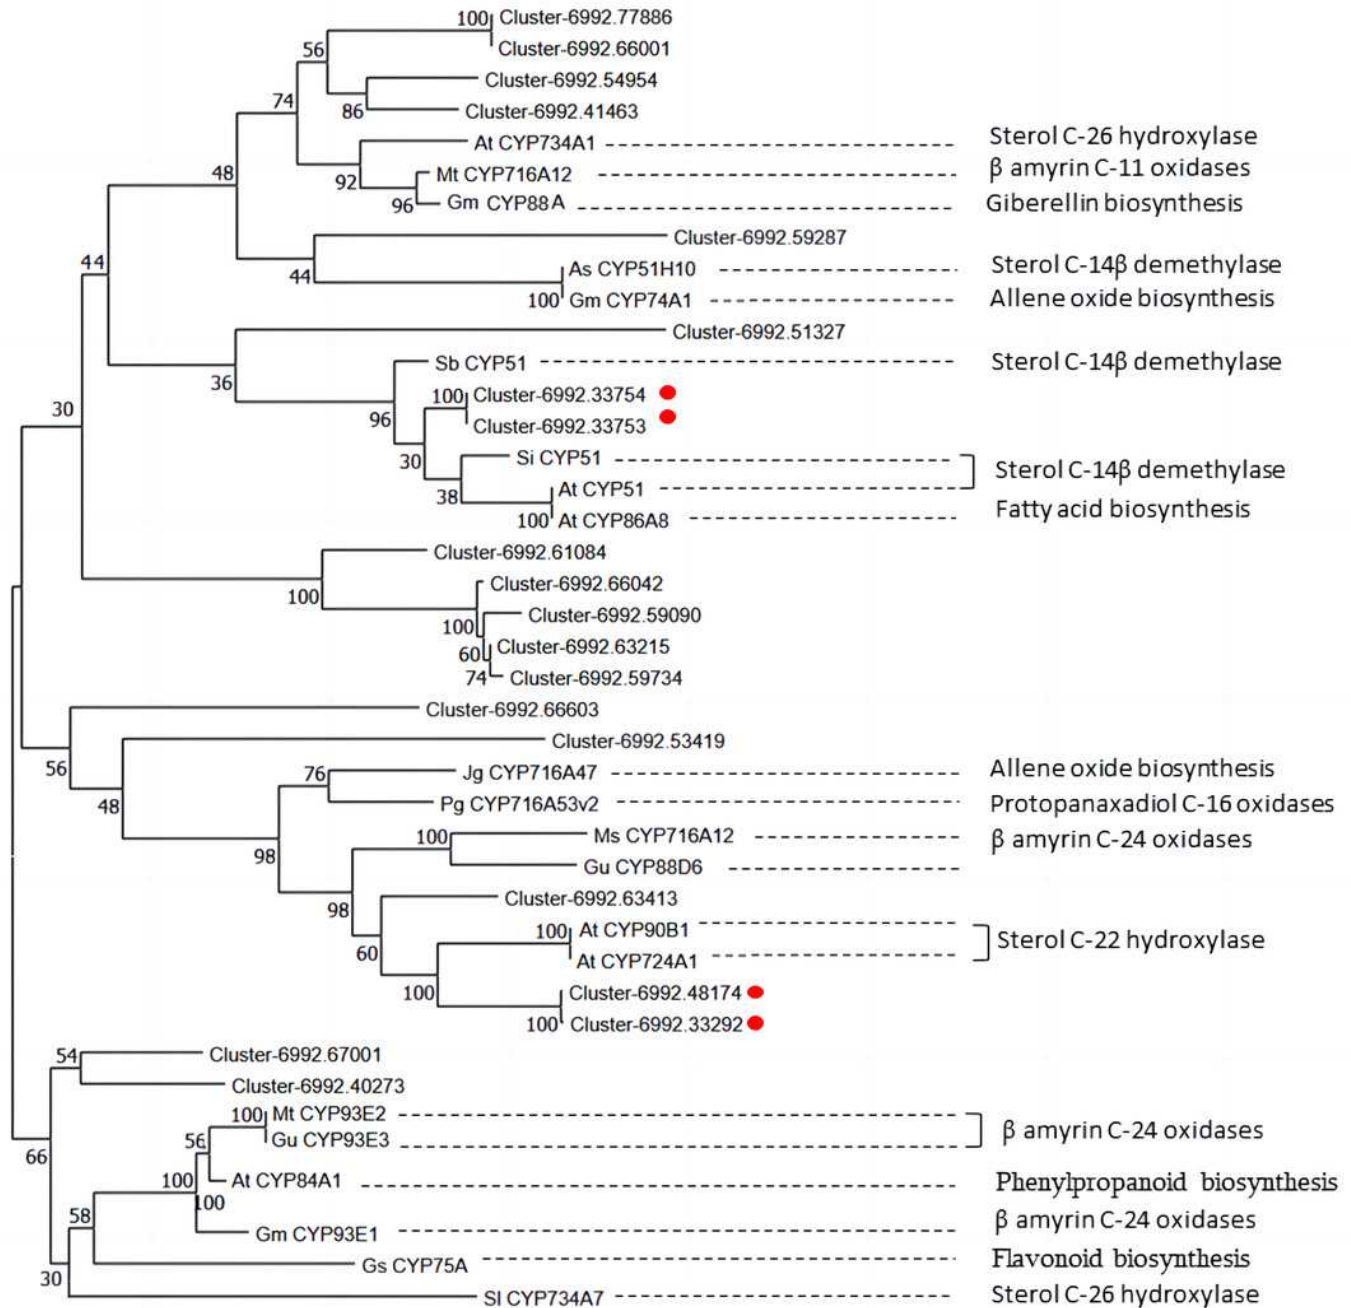 100 Cluster-6992.77886
56 Cluster-6992.66001
Cluster-6992.54954
74 86 Cluster-6992.41463
At CYP734A1 Sterol C-26 hydroxylase
48 92 Mt CYP716A12 β amyrin C-11 oxidases
96 Gm CYP88A Giberellin biosynthesis
Cluster-6992.59287
44 44 As CYP51H10 Sterol C-14β demethylase
100 Gm CYP74A1 Allene oxide biosynthesis
Cluster-6992.51327
Sb CYP51 Sterol C-14β demethylase
36 100 Cluster-6992.33754
30 96 Cluster-6992.33753
30 Si CYP51 Sterol C-14β demethylase
38 At CYP51
100 At CYP86A8 Fatty acid biosynthesis
Cluster-6992.61084
100 Cluster-6992.66042
100 Cluster-6992.59090
60 Cluster-6992.63215
74 Cluster-6992.59734
Cluster-6992.66603
Cluster-6992.53419
56 76 Jg CYP716A47 Allene oxide biosynthesis
48 Pg CYP716A53v2 Protopanaxadiol C-16 oxidases
98 100 Ms CYP716A12 β amyrin C-24 oxidases
Gu CYP88D6
98 Cluster-6992.63413
60 100 At CYP90B1 Sterol C-22 hydroxylase
At CYP724A1
100 Cluster-6992.48174
100 Cluster-6992.33292
54 Cluster-6992.67001
Cluster-6992.40273
100 Mt CYP93E2 β amyrin C-24 oxidases
66 56 Gu CYP93E3
100 At CYP84A1 Phenylpropanoid biosynthesis
100
58 Gm CYP93E1 β amyrin C-24 oxidases
Gs CYP75A Flavonoid biosynthesis
30 Sl CYP734A7 Sterol C-26 hydroxylase